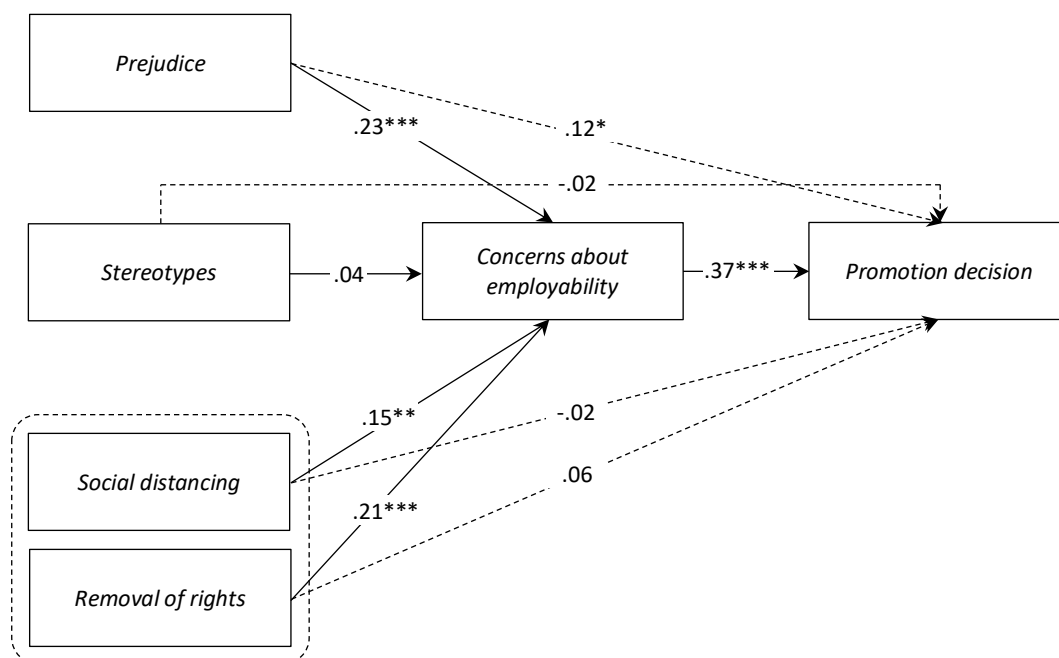 Prejudice
.23***
.12*
-.02
Stereotypes
.04
Concerns about
employability
.37***
Promotion decision
.15**
-.02
Social distancing
.21***
.06
Removal of rights